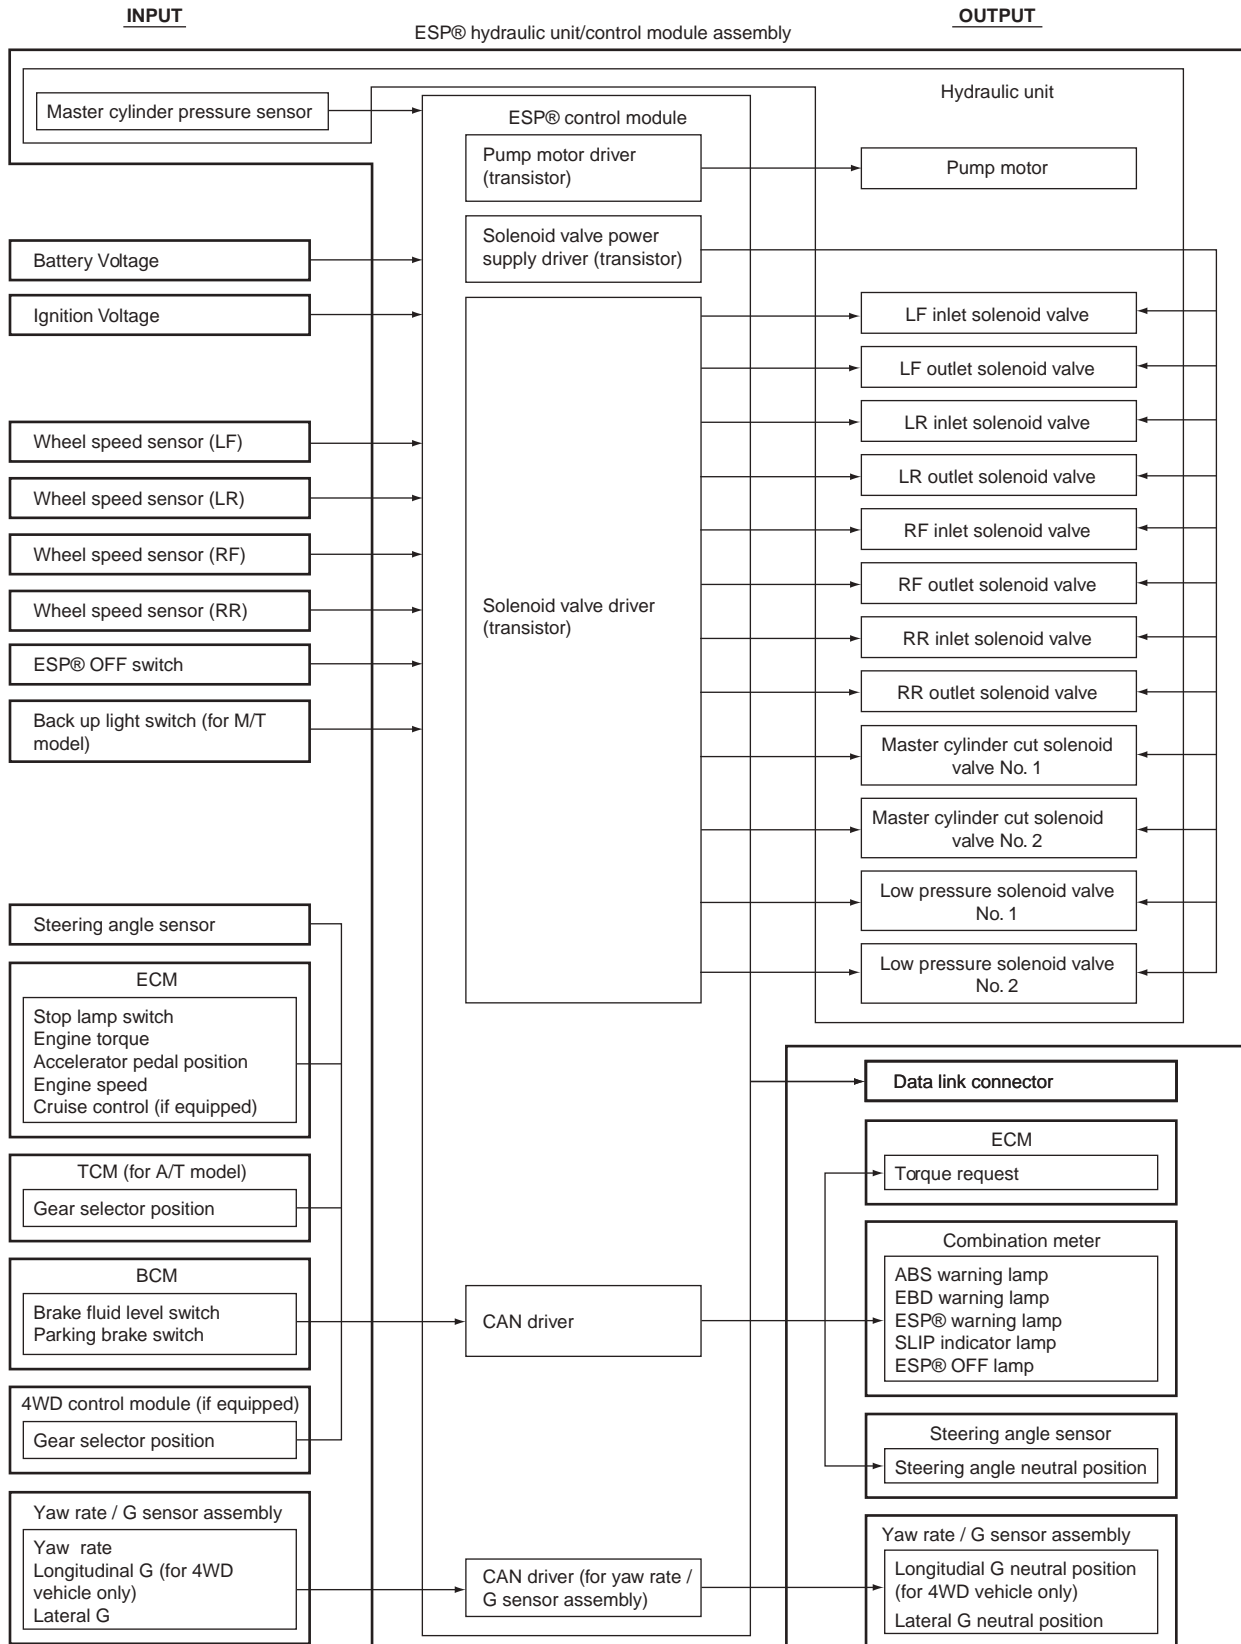 INPUT
OUTPUT
ESP® hydraulic unit/control module assembly
Master cylinder pressure sensor
Hydraulic unit
ESP® control module
Pump motor driver
(transistor)
Pump motor
Solenoid valve power
supply driver (transistor)
Battery Voltage
Ignition Voltage
Wheel speed sensor (LF)
Wheel speed sensor (LR)
Wheel speed sensor (RF)
Wheel speed sensor (RR)
ESP® OFF switch
Back up light switch (for M/T
model)
Solenoid valve driver
(transistor)
LF inlet solenoid valve
LF outlet solenoid valve
LR inlet solenoid valve
LR outlet solenoid valve
RF inlet solenoid valve
RF outlet solenoid valve
RR inlet solenoid valve
RR outlet solenoid valve
Master cylinder cut solenoid
valve No. 1
Master cylinder cut solenoid
valve No. 2
Low pressure solenoid valve
No. 1
Low pressure solenoid valve
No. 2
Steering angle sensor
ECM
Stop lamp switch
Engine torque
Accelerator pedal position
Engine speed
Cruise control (if equipped)
TCM (for A/T model)
Gear selector position
BCM
Brake fluid level switch
Parking brake switch
4WD control module (if equipped)
Gear selector position
Yaw rate / G sensor assembly
Yaw rate
Longitudinal G (for 4WD
vehicle only)
Lateral G
CAN driver
CAN driver (for yaw rate /
G sensor assembly)
Data link connector
ECM
Torque request
Combination meter
ABS warning lamp
EBD warning lamp
ESP® warning lamp
SLIP indicator lamp
ESP® OFF lamp
Steering angle sensor
Steering angle neutral position
Yaw rate / G sensor assembly
Longitudial G neutral position
(for 4WD vehicle only)
Lateral G neutral position